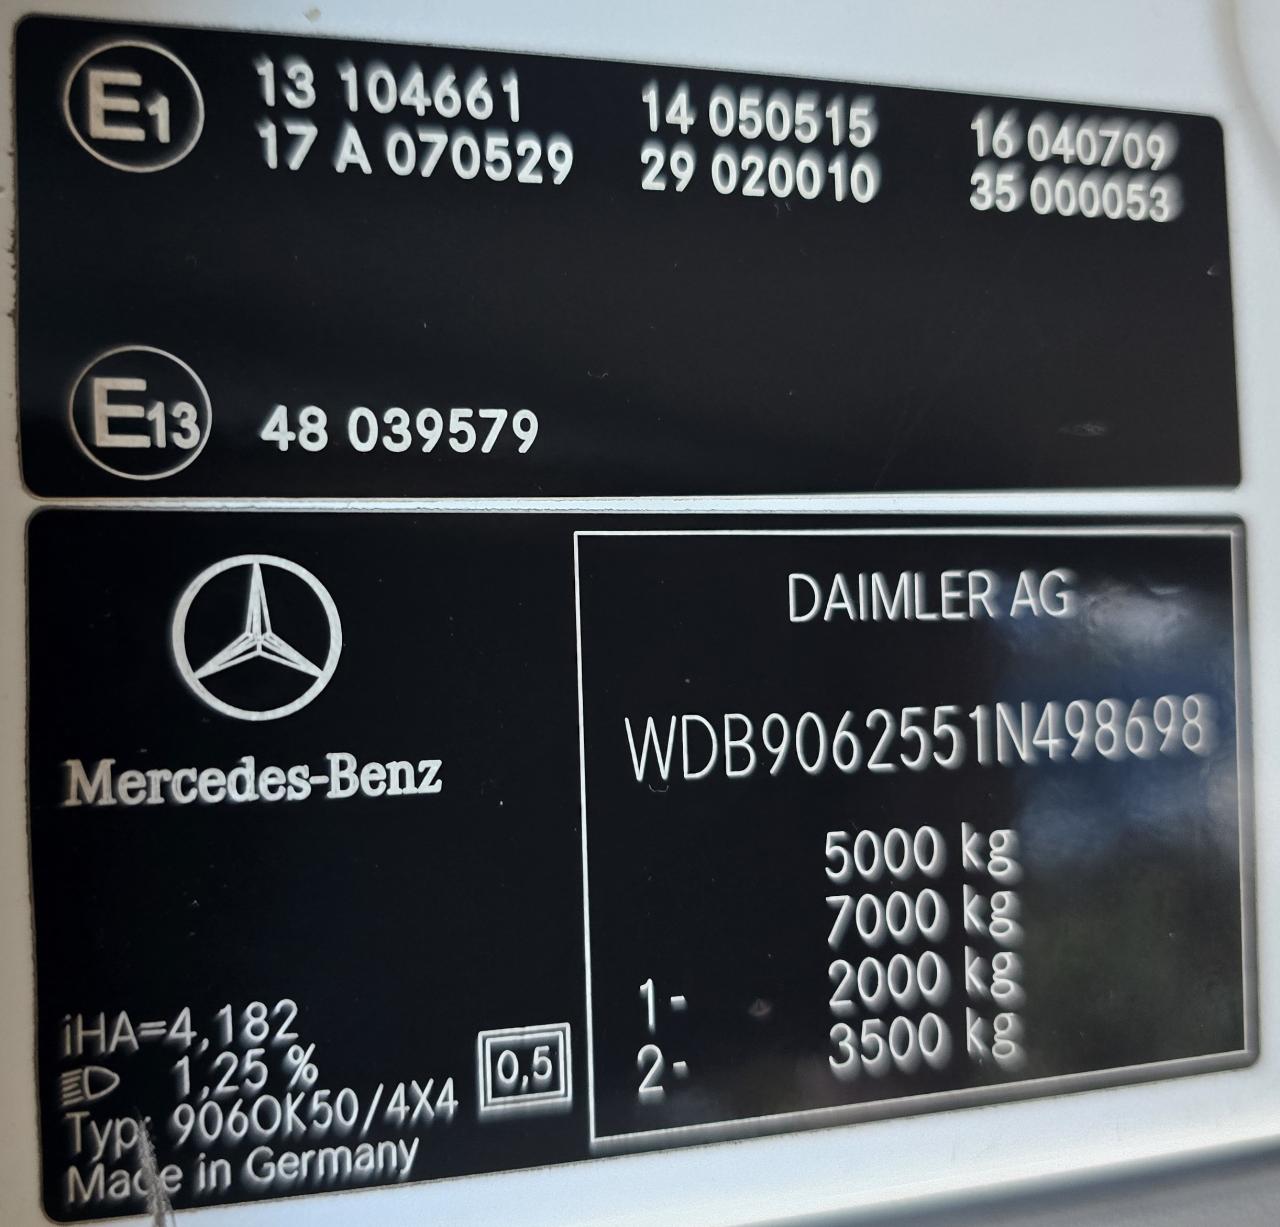 E1 13 104661 14 050515 16 040709
17 A 070529 29 020010 35 000053
E13 48 039579
Mercedes-Benz
iHA=4,182
1,25 %
Typ: 906OK50/4X4
Made in Germany
0,5
DAIMLER AG
WDB9062551N498698
5000 kg
7000 kg
1- 2000 kg
2- 3500 kg